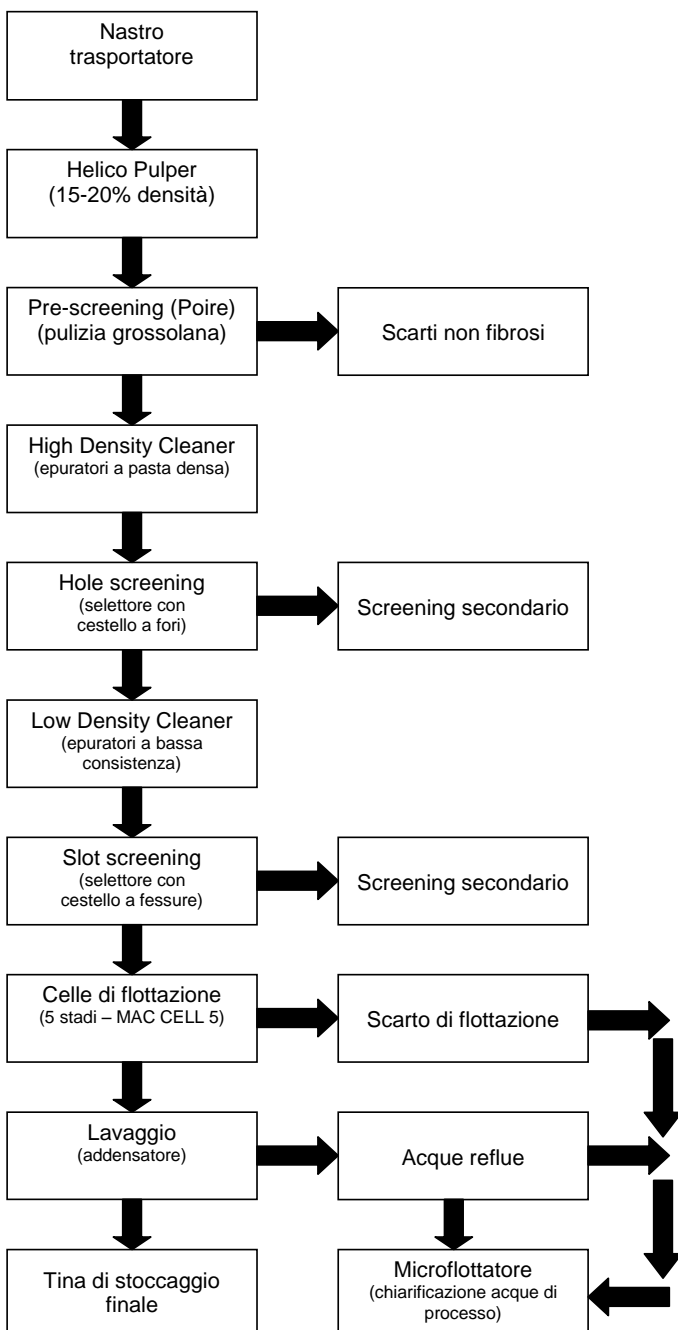 Nastro
trasportatore
Helico Pulper
(15-20% densità)
Pre-screening (Poire)
(pulizia grossolana)
Scarti non fibrosi
High Density Cleaner
(epuratori a pasta densa)
Hole screening
(selettore con
cestello a fori)
Screening secondario
Low Density Cleaner
(epuratori a bassa
consistenza)
Slot screening
(selettore con
cestello a fessure)
Screening secondario
Celle di flottazione
(5 stadi – MAC CELL 5)
Scarto di flottazione
Lavaggio
(addensatore)
Acque reflue
Tina di stoccaggio
finale
Microflottatore
(chiarificazione acque di
processo)